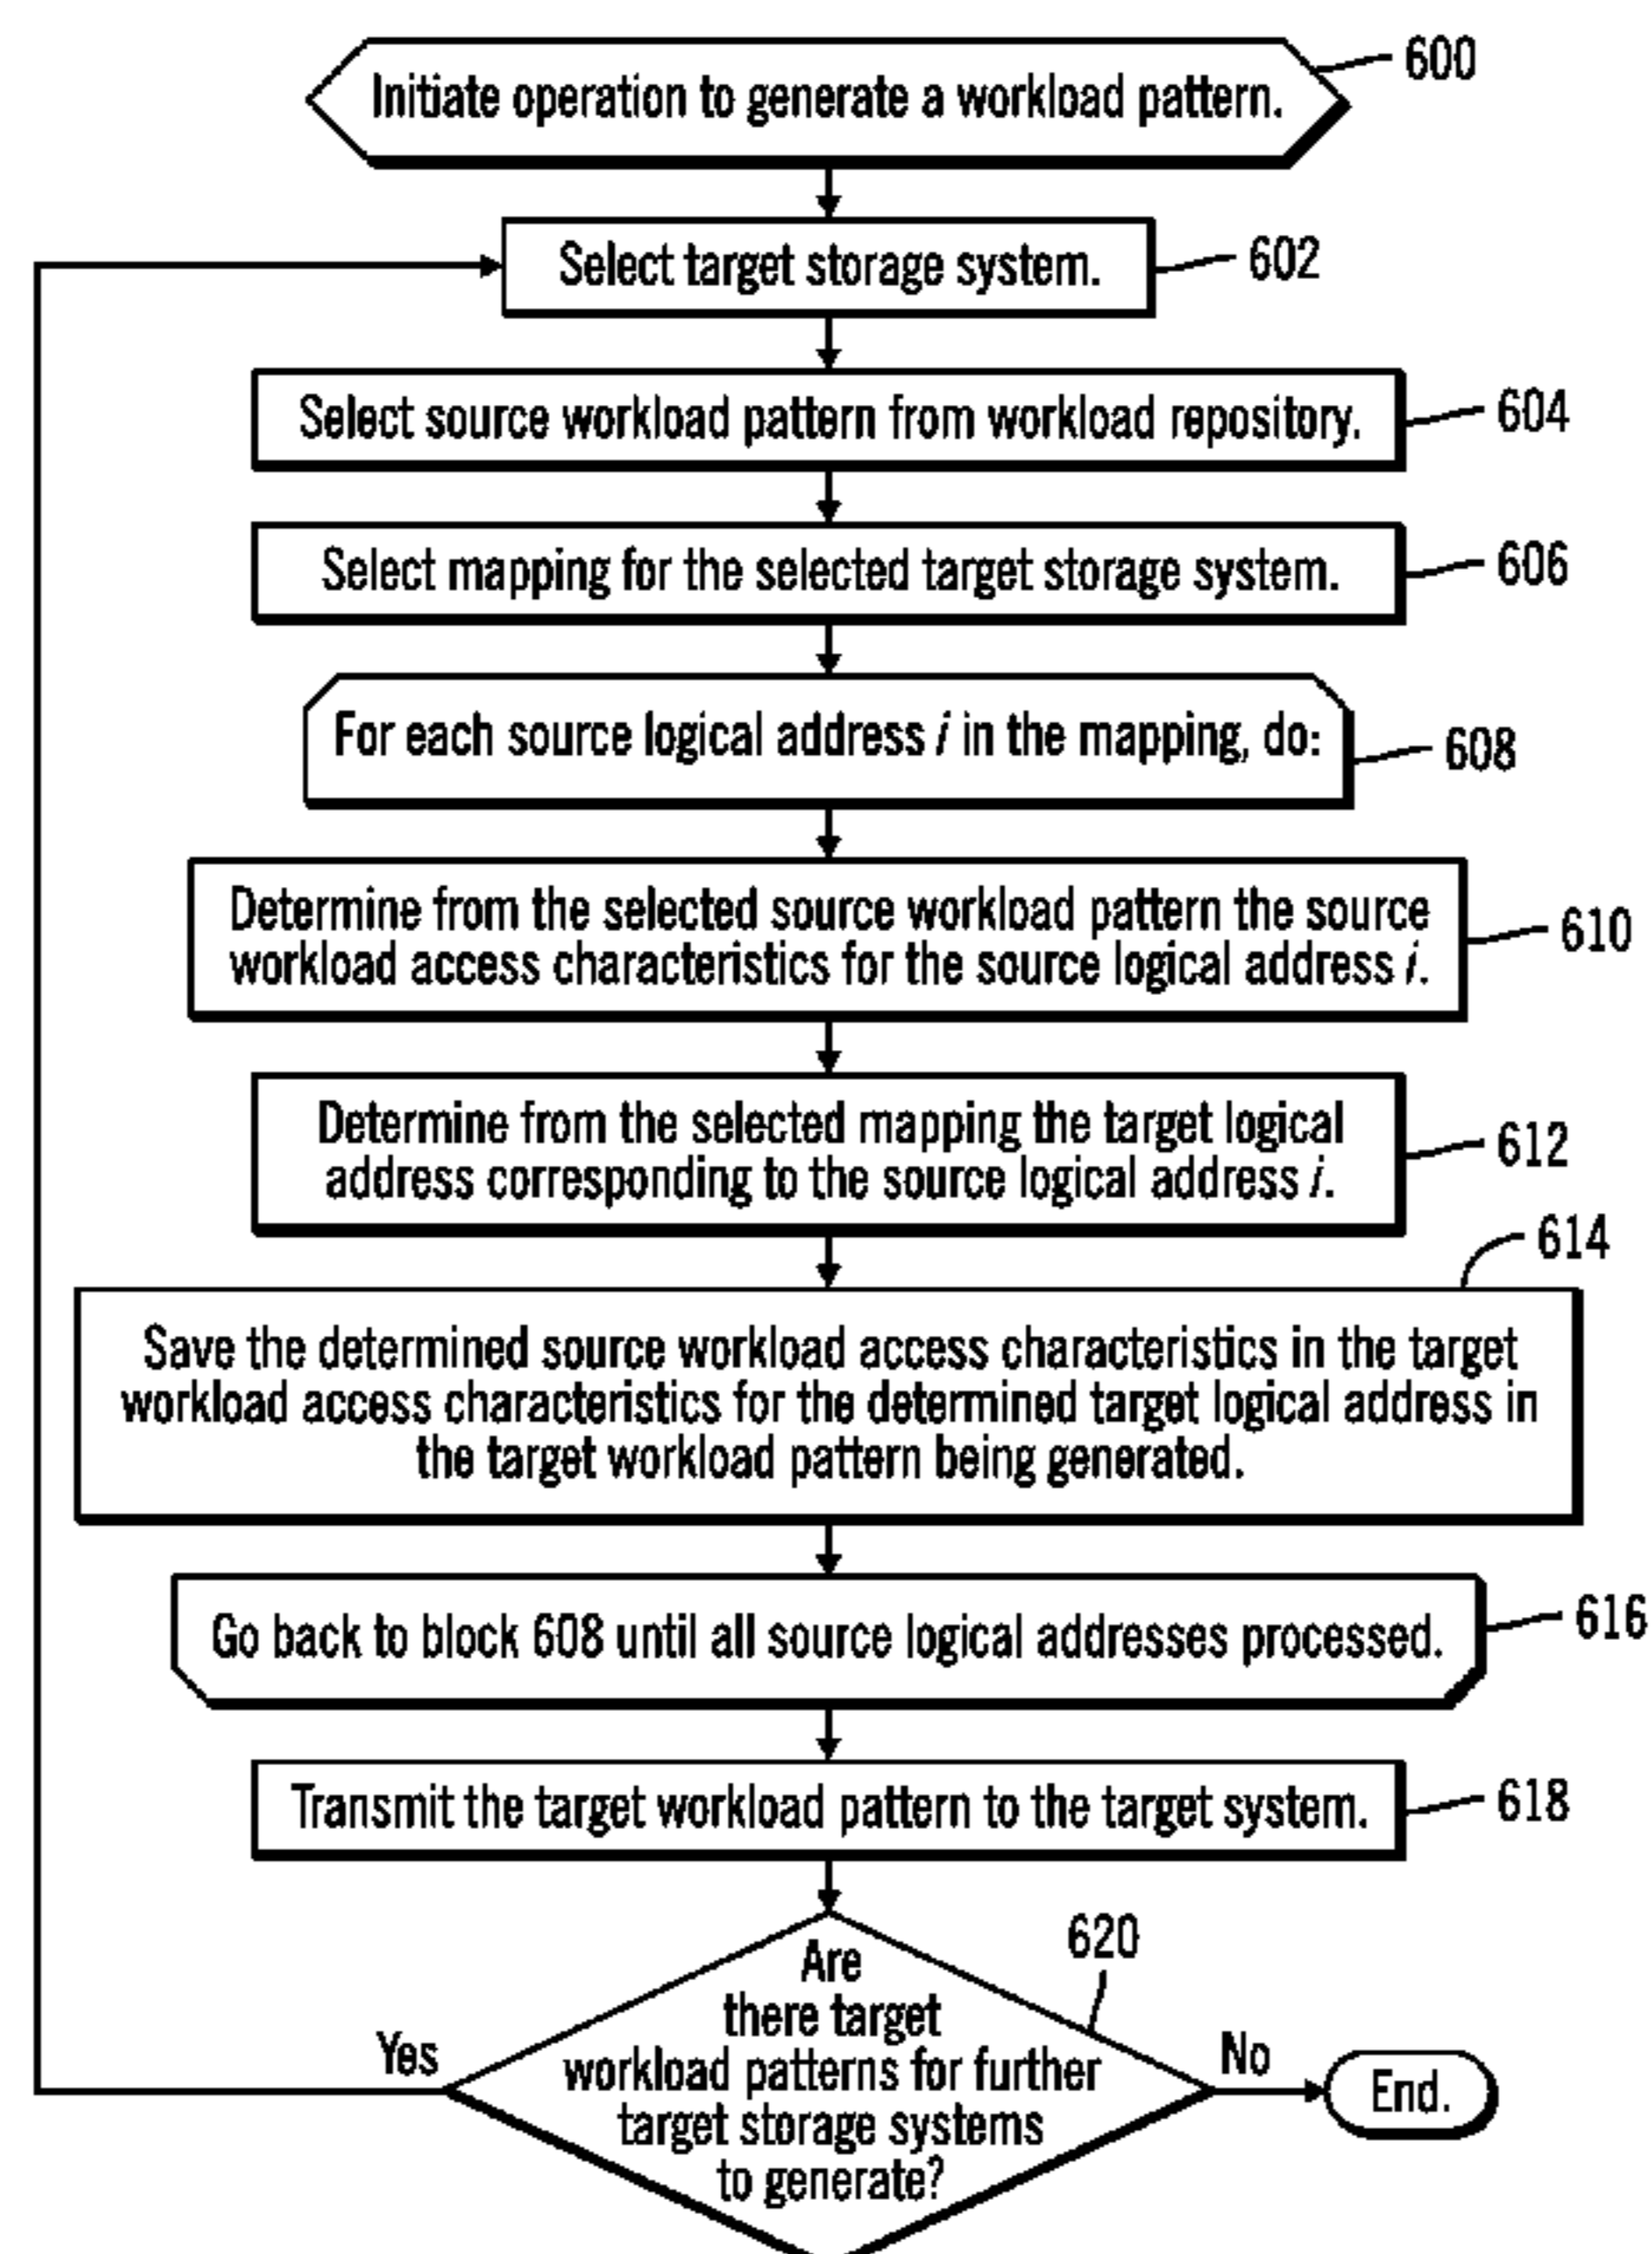 Initiate operation to generate a workload pattern.
600
Select target storage system.
602
Select source workload pattern from workload repository.
604
Select mapping for the selected target storage system.
606
For each source logical address i in the mapping, do:
608
Determine from the selected source workload pattern the source
workload access characteristics for the source logical address i.
610
Determine from the selected mapping the target logical
address corresponding to the source logical address i.
612
614
Save the determined source workload access characteristics in the target
workload access characteristics for the determined target logical address in
the target workload pattern being generated.
Go back to block 608 until all source logical addresses processed.
616
Transmit the target workload pattern to the target system.
618
620
Are
there target
workload patterns for further
target storage systems
to generate?
Yes
No
End.